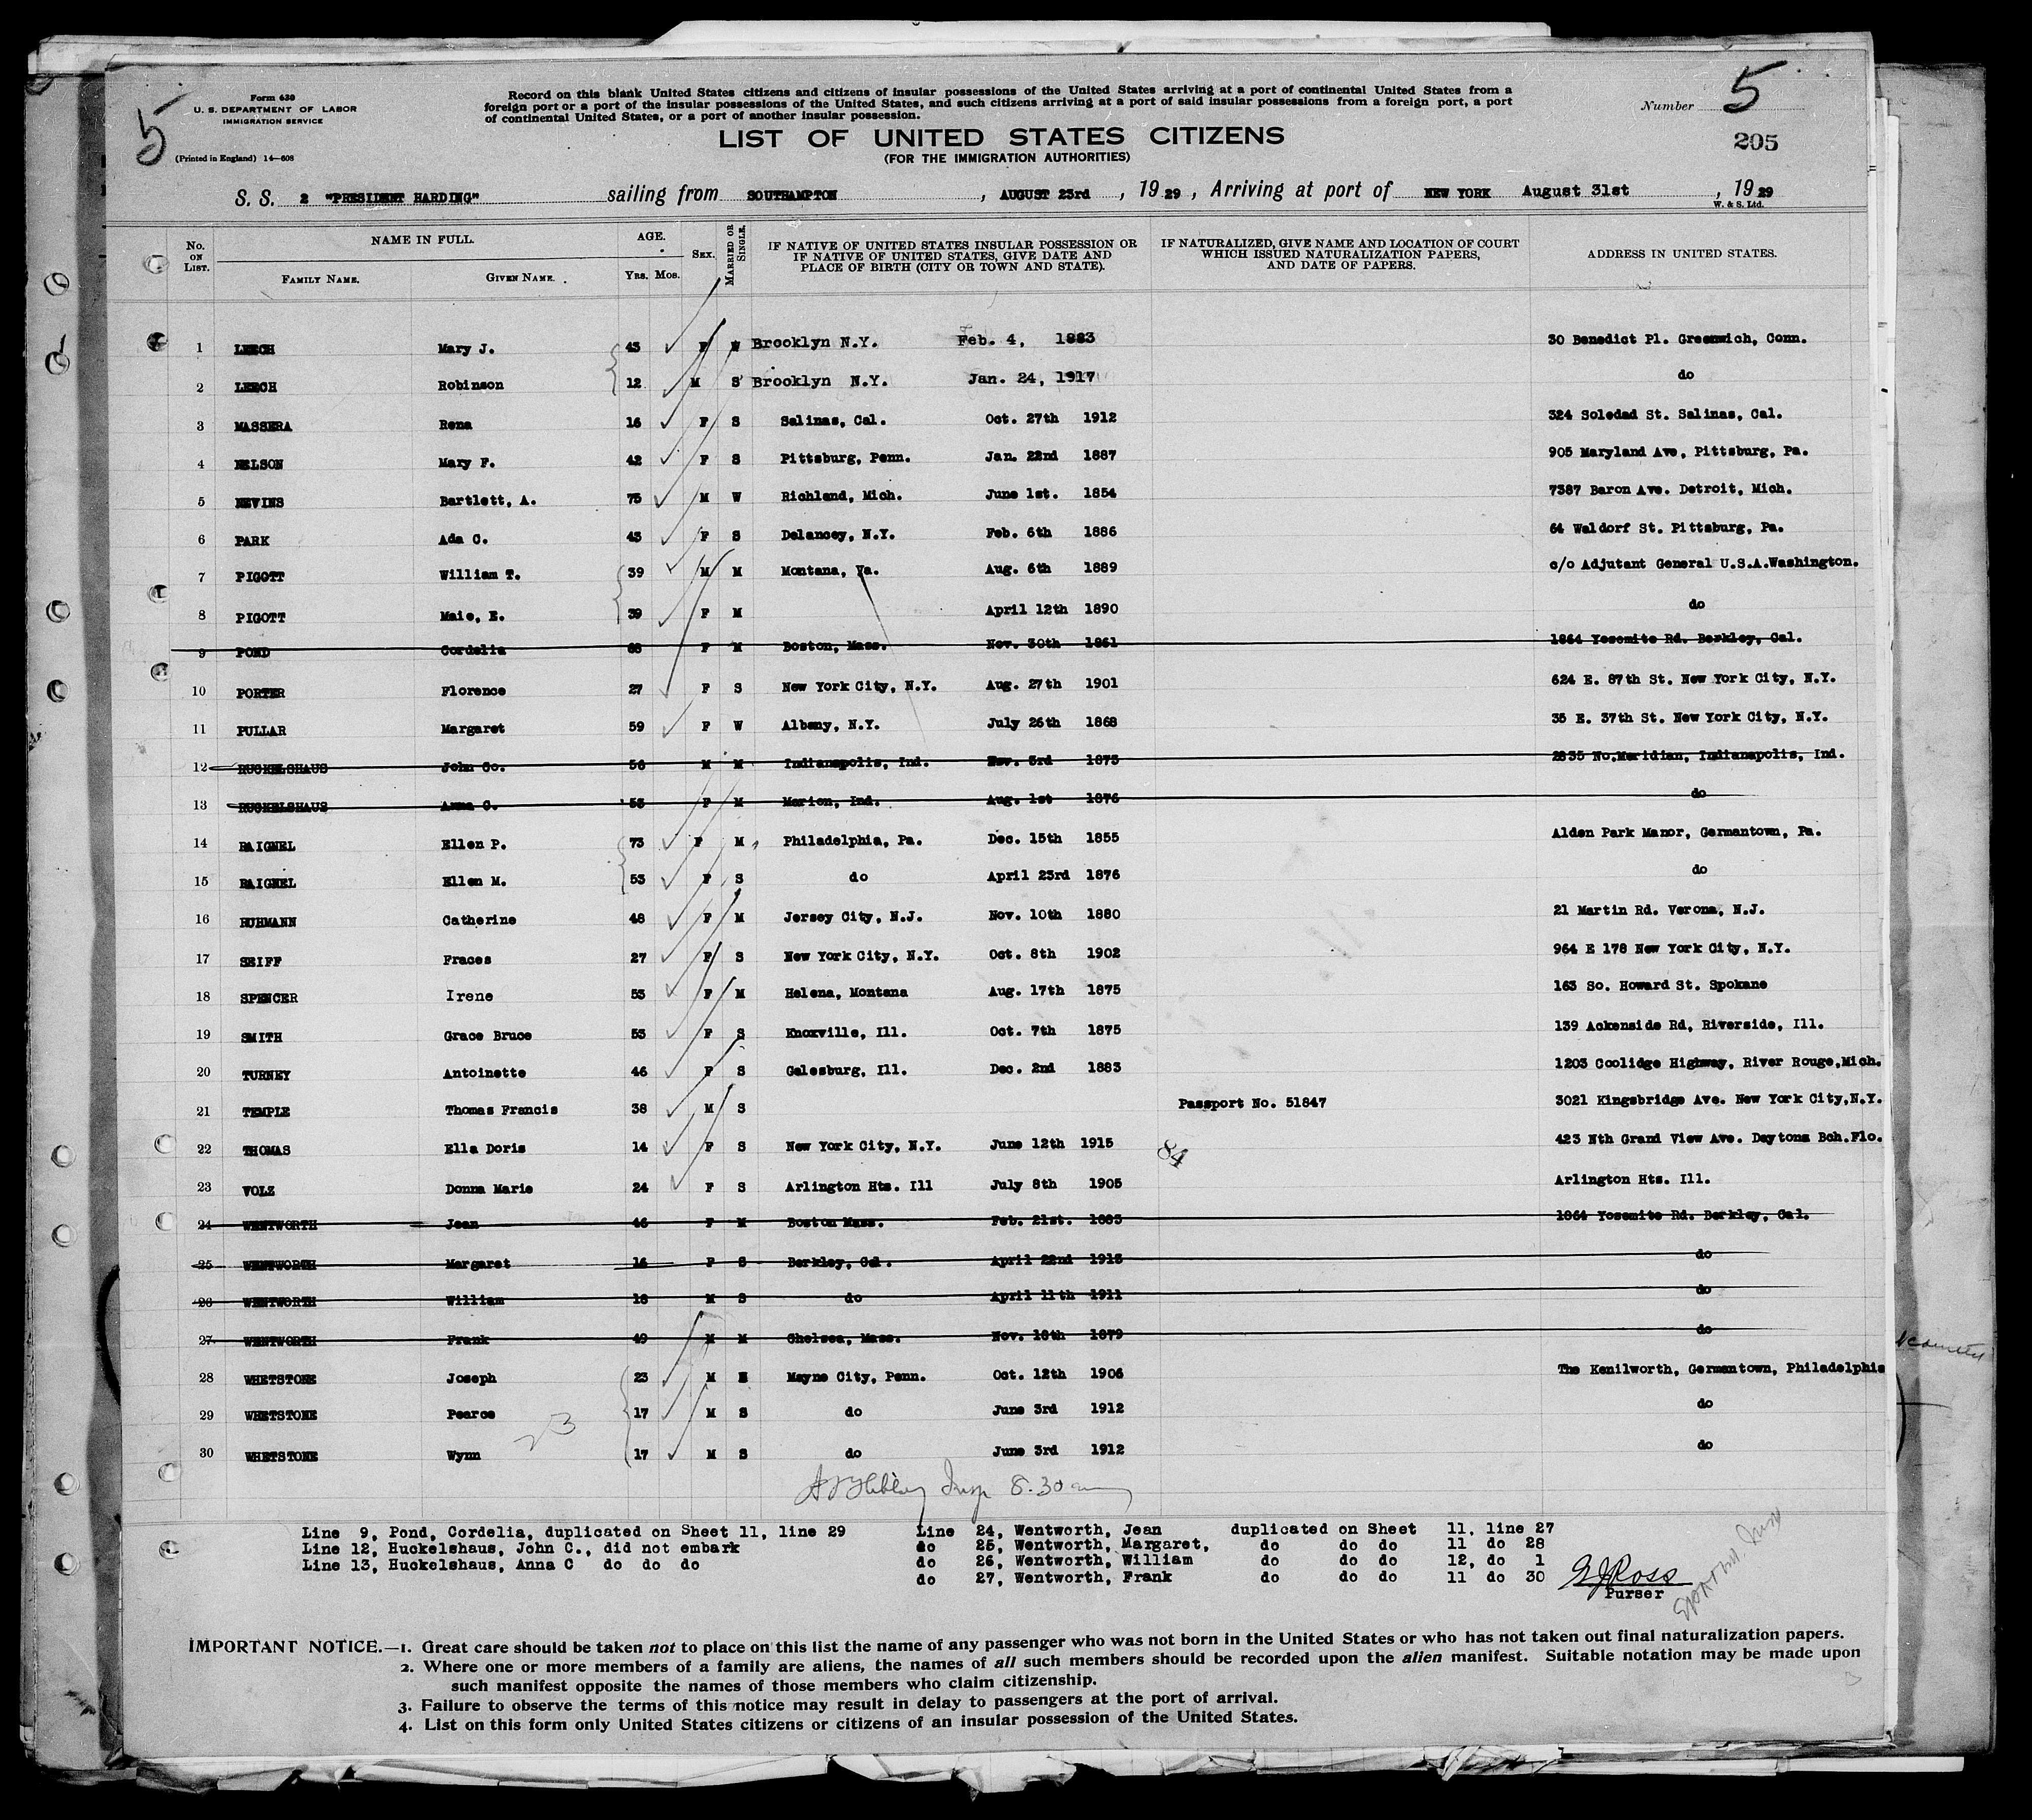 5
Form 630
U. S. DEPARTMENT OF LABOR
IMMIGRATION SERVICE
(Printed in England) 14—608
Record on this blank United States citizens and citizens of insular possessions of the United States arriving at a port of continental United States from a
foreign port or a port of the insular possessions of the United States, and such citizens arriving at a port of said insular possessions from a foreign port, a port
of continental United States, or a port of another insular possession.
LIST OF UNITED STATES CITIZENS
(FOR THE IMMIGRATION AUTHORITIES)
Number 5
205
S. S. 2 "PRESIDENT HARDING" sailing from SOUTHAMPTON , AUGUST 23rd , 19 29 , Arriving at port of NEW YORK August 31st , 19 29
W. & S. Ltd.
No. ON LIST. NAME IN FULL. FAMILY NAME. GIVEN NAME. AGE. YRS. MOS. SEX. MARRIED OR SINGLE. IF NATIVE OF UNITED STATES INSULAR POSSESSION OR IF NATIVE OF UNITED STATES, GIVE DATE AND PLACE OF BIRTH (CITY OR TOWN AND STATE). IF NATURALIZED, GIVE NAME AND LOCATION OF COURT WHICH ISSUED NATURALIZATION PAPERS, AND DATE OF PAPERS. ADDRESS IN UNITED STATES.
1 LEECH Mary J. 43 F Brooklyn N.Y. Feb. 4, 1883 30 Benedict Pl. Greenwich, Conn.
2 LEECH Robinson 12 M S Brooklyn N.Y. Jan. 24, 1917 do
3 MASSERA Rena 16 F S Salinas, Cal. Oct. 27th 1912 324 Soledad St. Salinas, Cal.
4 NELSON Mary F. 42 F S Pittsburg, Penn. Jan. 22nd 1887 905 Maryland Ave, Pittsburg, Pa.
5 NEVINS Bartlett, A. 75 M W Richland, Mich. June 1st. 1854 7387 Baron Ave. Detroit, Mich.
6 PARK Ada C. 43 F S Delancey, N.Y. Feb. 6th 1886 64 Waldorf St. Pittsburg, Pa.
7 PIGOTT William T. 39 M M Montana, Va. Aug. 6th 1889 c/o Adjutant General U.S.A.Washington.
8 PIGOTT Maie, E. 39 F M April 12th 1890 do
9 POND Cordelia 68 F M Boston, Mass. Nov. 30th 1861 1864 Yosemite Rd. Berkley, Cal.
10 PORTER Florence 27 F S New York City, N.Y. Aug. 27th 1901 624 E. 87th St. New York City, N.Y.
11 PULLAR Margaret 59 F W Albany, N.Y. July 26th 1868 35 E. 37th St. New York City, N.Y.
12 RUCKELSHAUS John Co. 56 M M Indianapolis, Ind. Nov. 3rd 1873 2835 No.Meridian, Indianapolis, Ind.
13 RUCKELSHAUS Anna C. 53 F M Marion, Ind. Aug. 1st 1876 do
14 RAIGNEL Ellen P. 73 F M Philadelphia, Pa. Dec. 15th 1855 Alden Park Manor, Germantown, Pa.
15 RAIGNEL Ellen M. 53 F S do April 23rd 1876 do
16 RUHMANN Catherine 48 F M Jersey City, N.J. Nov. 10th 1880 21 Martin Rd. Verona, N.J.
17 SEIFF Fraces 27 F S New York City, N.Y. Oct. 8th 1902 964 E 178 New York City, N.Y.
18 SPENCER Irene 53 F M Helena, Montana Aug. 17th 1875 163 So. Howard St. Spokane
19 SMITH Grace Bruce 53 F S Knoxville, Ill. Oct. 7th 1875 139 Ackenside Rd, Riverside, Ill.
20 TURNEY Antoinette 46 F S Galesburg, Ill. Dec. 2nd 1883 1203 Coolidge Highway, River Rouge,Mich.
21 TEMPLE Thomas Francis 38 M S Passport No. 51847 3021 Kingsbridge Ave. New York City,N.Y.
22 THOMAS Ella Doris 14 F S New York City, N.Y. June 12th 1915 84 423 Nth Grand View Ave. Daytona Bch.Flo.
23 VOLZ Donna Marie 24 F S Arlington Hts. Ill July 8th 1905 Arlington Hts. Ill.
24 WENTWORTH Jean 46 F M Boston Mass. Feb. 21st. 1883 1864 Yosemite Rd. Berkley, Cal.
25 WENTWORTH Margaret 16 F S Berkley, Cal. April 22nd 1913 do
26 WENTWORTH William 18 M S do April 11th 1911 do
27 WENTWORTH Frank 49 M M Chelsea, Mass. Nov. 18th 1879 do
28 WHETSTONE Joseph 23 M Mayne City, Penn. Oct. 12th 1906 The Kenilworth, Germantown, Philadelphia
29 WHETSTONE Pearce 17 M S do June 3rd 1912 do
30 WHETSTONE Wynn 17 M S do June 3rd 1912 do
23
Insp 8.30 am
Line 9, Pond, Cordelia, duplicated on Sheet 11, line 29
Line 12, Huckelshaus, John C., did not embark
Line 13, Huckelshaus, Anna C do do do
Line 24, Wentworth, Jean duplicated on Sheet 11, line 27
do 25, Wentworth, Margaret, do do do 11 do 28
do 26, Wentworth, William do do do 12, do 1
do 27, Wentworth, Frank do do do 11 do 30
Ross
Purser
IMPORTANT NOTICE.—1. Great care should be taken not to place on this list the name of any passenger who was not born in the United States or who has not taken out final naturalization papers.
2. Where one or more members of a family are aliens, the names of all such members should be recorded upon the alien manifest. Suitable notation may be made upon
such manifest opposite the names of those members who claim citizenship.
3. Failure to observe the terms of this notice may result in delay to passengers at the port of arrival.
4. List on this form only United States citizens or citizens of an insular possession of the United States.